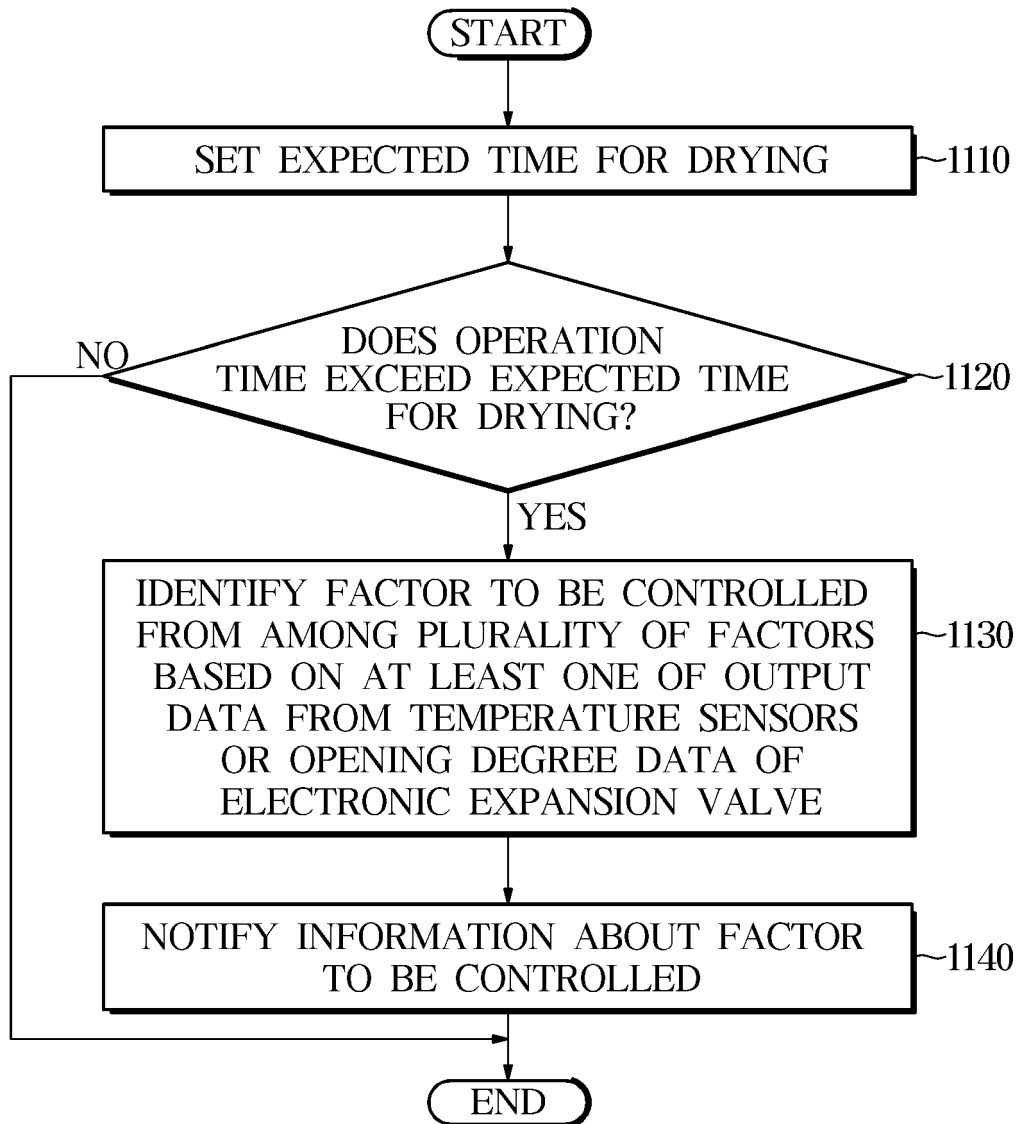 START
SET EXPECTED TIME FOR DRYING
1110
DOES OPERATION
TIME EXCEED EXPECTED TIME
FOR DRYING?
1120
NO
YES
IDENTIFY FACTOR TO BE CONTROLLED
FROM AMONG PLURALITY OF FACTORS
BASED ON AT LEAST ONE OF OUTPUT
DATA FROM TEMPERATURE SENSORS
OR OPENING DEGREE DATA OF
ELECTRONIC EXPANSION VALVE
1130
NOTIFY INFORMATION ABOUT FACTOR
TO BE CONTROLLED
1140
END